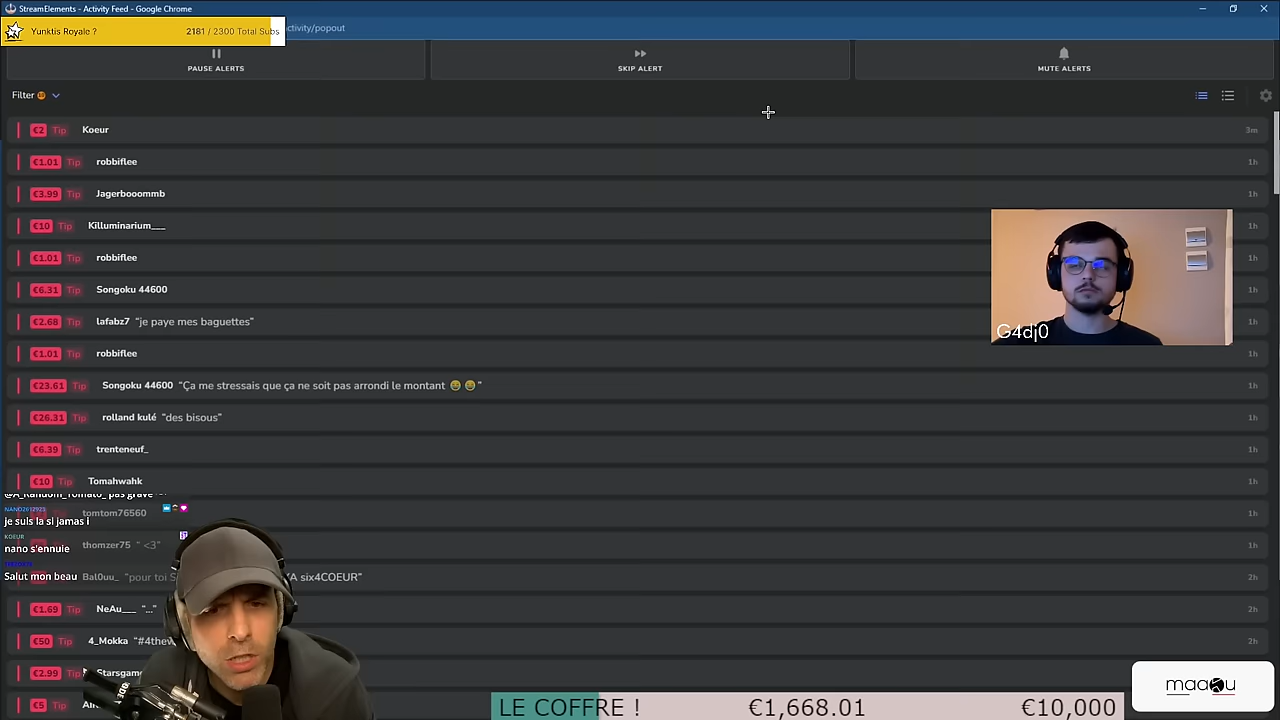 StreamElements - Activity Feed - Google Chrome
Yunktis Royale ? 2181 / 2300 Total Subs
ctivity/popout
PAUSE ALERTS
SKIP ALERT
MUTE ALERTS
Filter
€2 Tip Koeur 3m
€1.01 Tip robbiflee 1h
€3.99 Tip Jagerbooommb 1h
€10 Tip Killuminarium___ 1h
€1.01 Tip robbiflee 1h
€6.31 Tip Songoku 44600 1h
€2.68 Tip lafabz7 "je paye mes baguettes" 1h
G4dj0
€1.01 Tip robbiflee 1h
€23.61 Tip Songoku 44600 "Ça me stressais que ça ne soit pas arrondi le montant 😂 😂" 1h
€26.31 Tip rolland kulé "des bisous" 1h
€6.39 Tip trenteneuf_ 1h
€10 Tip Tomahwahk 1h
@A_Random_Tomato_ pas grave
tomtom76560 1h
je suis la si jamais i
thomzer75 " <3" 1h
KOEUR
nano s'ennuie
Salut mon beau
Bal0uu_ "pour toi A six4COEUR" 2h
€1.69 Tip NeAu___ "..." 2h
€50 Tip 4_Mokka "#4thew 2h
€2.99 Starsgam
€5
LE COFFRE ! €1,668.01 €10,000
maaou